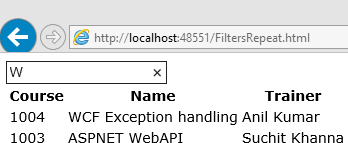 http://localhost:48551/FiltersRepeat.html
W ×
Course Name Trainer
1004 WCF Exception handling Anil Kumar
1003 ASPNET WebAPI Suchit Khanna